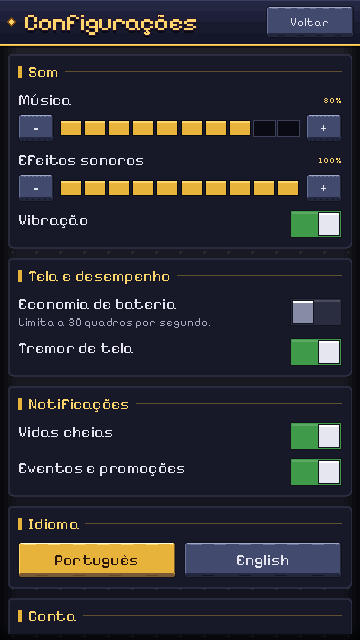 Configurações
Voltar
Som
Música
80%
-
+
Efeitos sonoros
100%
-
+
Vibração
Tela e desempenho
Economia de bateria
Limita a 30 quadros por segundo.
Tremor de tela
Notificações
Vidas cheias
Eventos e promoções
Idioma
Português
English
Conta